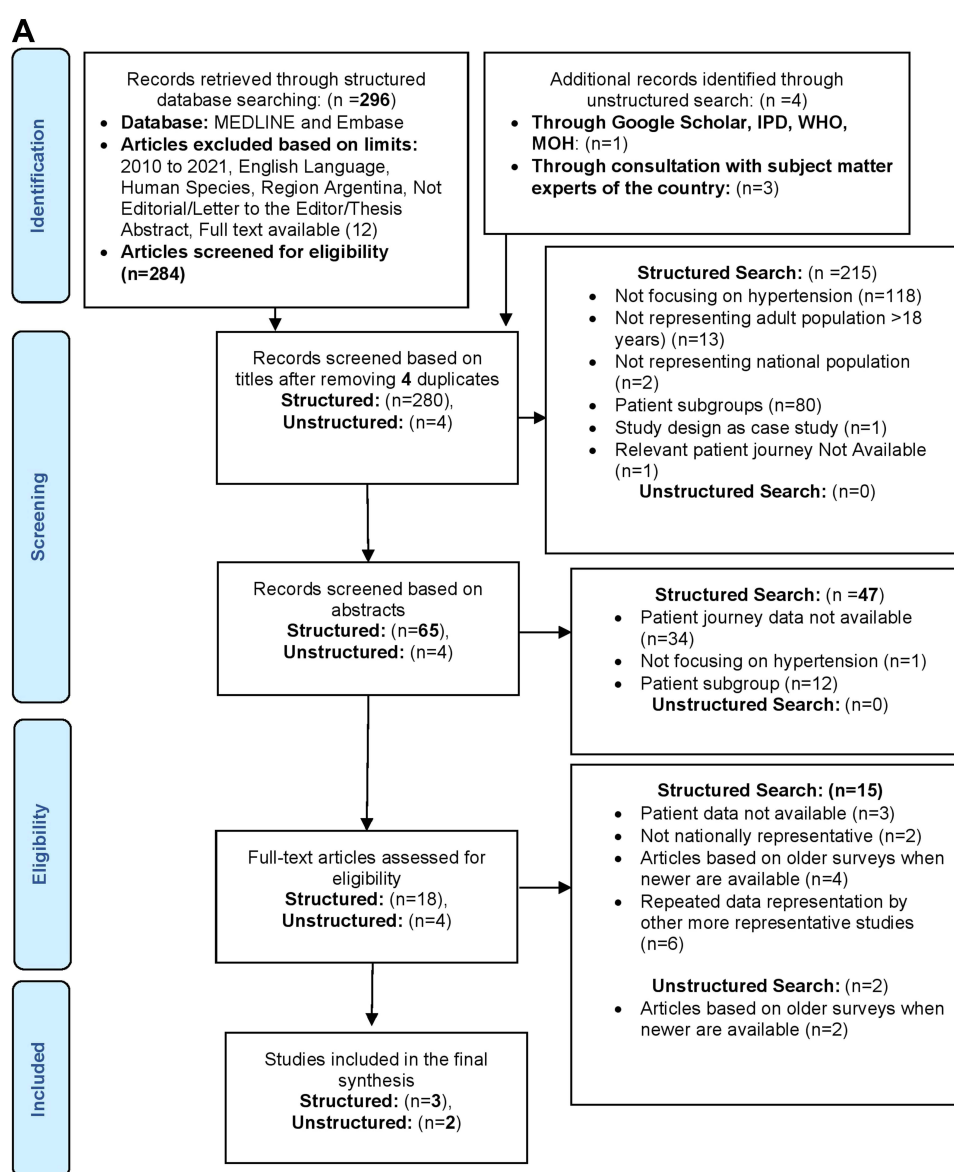 A
Identification
Records retrieved through structured
database searching: (n =296)
• Database: MEDLINE and Embase
• Articles excluded based on limits:
2010 to 2021, English Language,
Human Species, Region Argentina, Not
Editorial/Letter to the Editor/Thesis
Abstract, Full text available (12)
• Articles screened for eligibility
(n=284)
Additional records identified through
unstructured search: (n =4)
• Through Google Scholar, IPD, WHO,
MOH: (n=1)
• Through consultation with subject matter
experts of the country: (n=3)
Screening
Records screened based on
titles after removing 4 duplicates
Structured: (n=280),
Unstructured: (n=4)
Structured Search: (n =215)
• Not focusing on hypertension (n=118)
• Not representing adult population >18
years) (n=13)
• Not representing national population
(n=2)
• Patient subgroups (n=80)
• Study design as case study (n=1)
• Relevant patient journey Not Available
(n=1)
Unstructured Search: (n=0)
Records screened based on
abstracts
Structured: (n=65),
Unstructured: (n=4)
Structured Search: (n =47)
• Patient journey data not available
(n=34)
• Not focusing on hypertension (n=1)
• Patient subgroup (n=12)
Unstructured Search: (n=0)
Eligibility
Full-text articles assessed for
eligibility
Structured: (n=18),
Unstructured: (n=4)
Structured Search: (n=15)
• Patient data not available (n=3)
• Not nationally representative (n=2)
• Articles based on older surveys when
newer are available (n=4)
• Repeated data representation by
other more representative studies
(n=6)
Unstructured Search: (n=2)
• Articles based on older surveys when
newer are available (n=2)
Included
Studies included in the final
synthesis
Structured: (n=3),
Unstructured: (n=2)